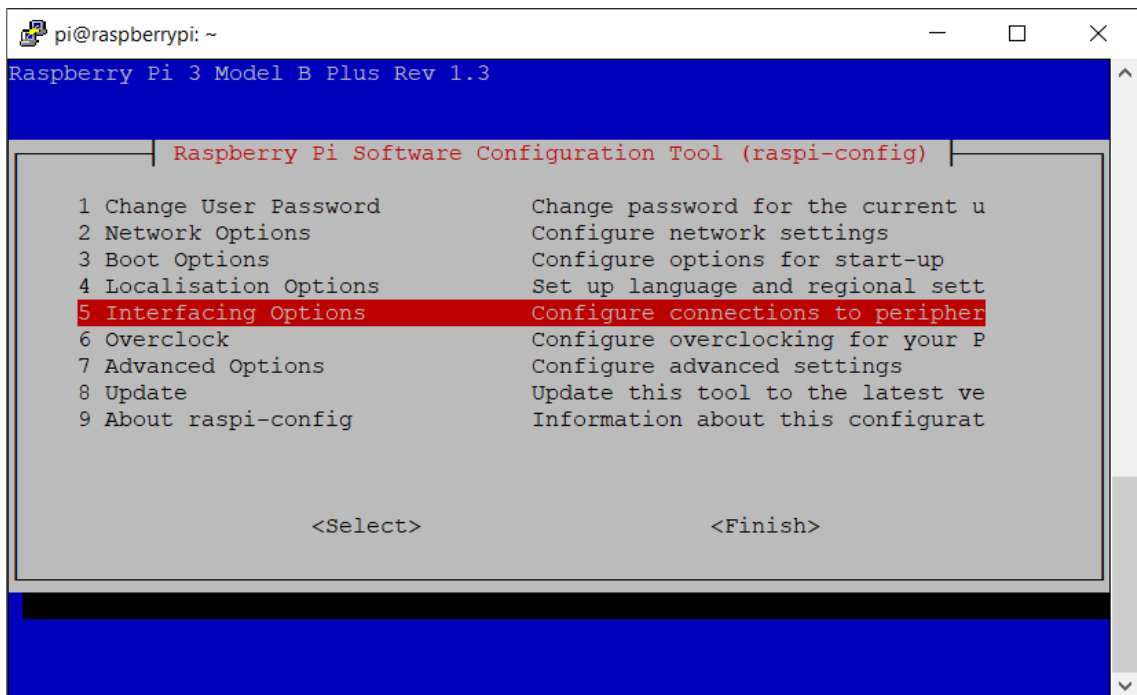 pi@raspberrypi: ~
Raspberry Pi 3 Model B Plus Rev 1.3
Raspberry Pi Software Configuration Tool (raspi-config)
1 Change User Password Change password for the current u
2 Network Options Configure network settings
3 Boot Options Configure options for start-up
4 Localisation Options Set up language and regional sett
5 Interfacing Options Configure connections to peripher
6 Overclock Configure overclocking for your P
7 Advanced Options Configure advanced settings
8 Update Update this tool to the latest ve
9 About raspi-config Information about this configurat
<Select> <Finish>